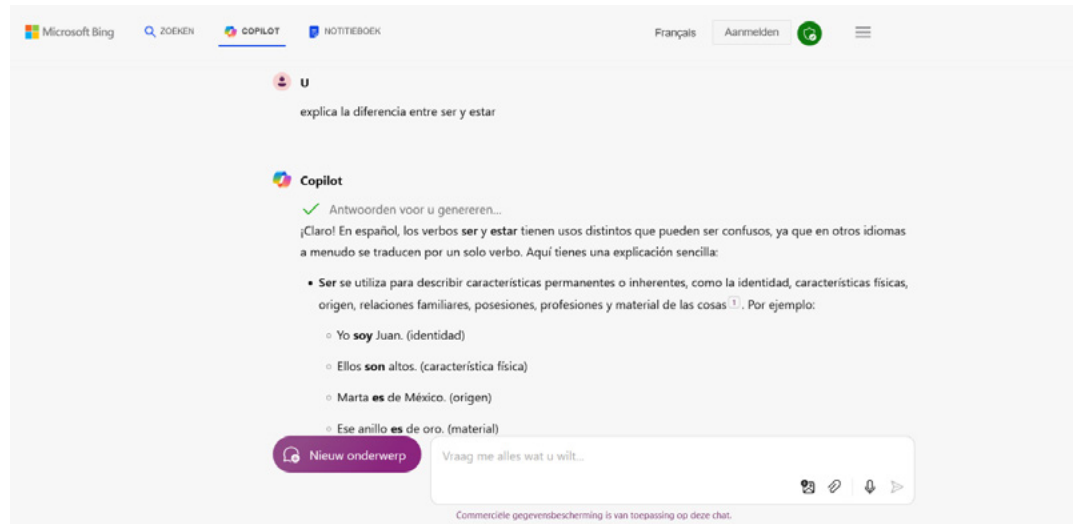 Microsoft Bing ZOEKEN COPILOT NOTITIEBOEK Français Aanmelden
U
explica la diferencia entre ser y estar
Copilot
Antwoorden voor u genereren...
¡Claro! En español, los verbos ser y estar tienen usos distintos que pueden ser confusos, ya que en otros idiomas
a menudo se traducen por un solo verbo. Aquí tienes una explicación sencilla:
• Ser se utiliza para describir características permanentes o inherentes, como la identidad, características físicas,
origen, relaciones familiares, posesiones, profesiones y material de las cosas 1. Por ejemplo:
◦ Yo soy Juan. (identidad)
◦ Ellos son altos. (característica física)
◦ Marta es de México. (origen)
◦ Ese anillo es de oro. (material)
Nieuw onderwerp Vraag me alles wat u wilt...
Commerciële gegevensbescherming is van toepassing op deze chat.